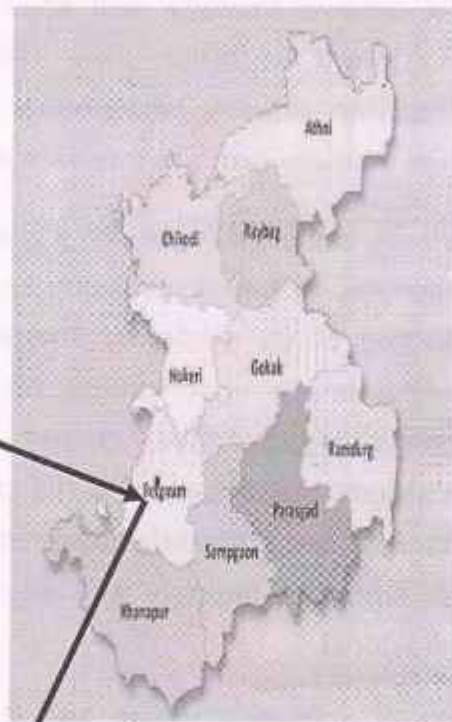 Athni
Chikodi
Raybag
Hukeri
Gokak
Ramdurg
Belgaum
Parasgad
Sampgaon
Khanapur